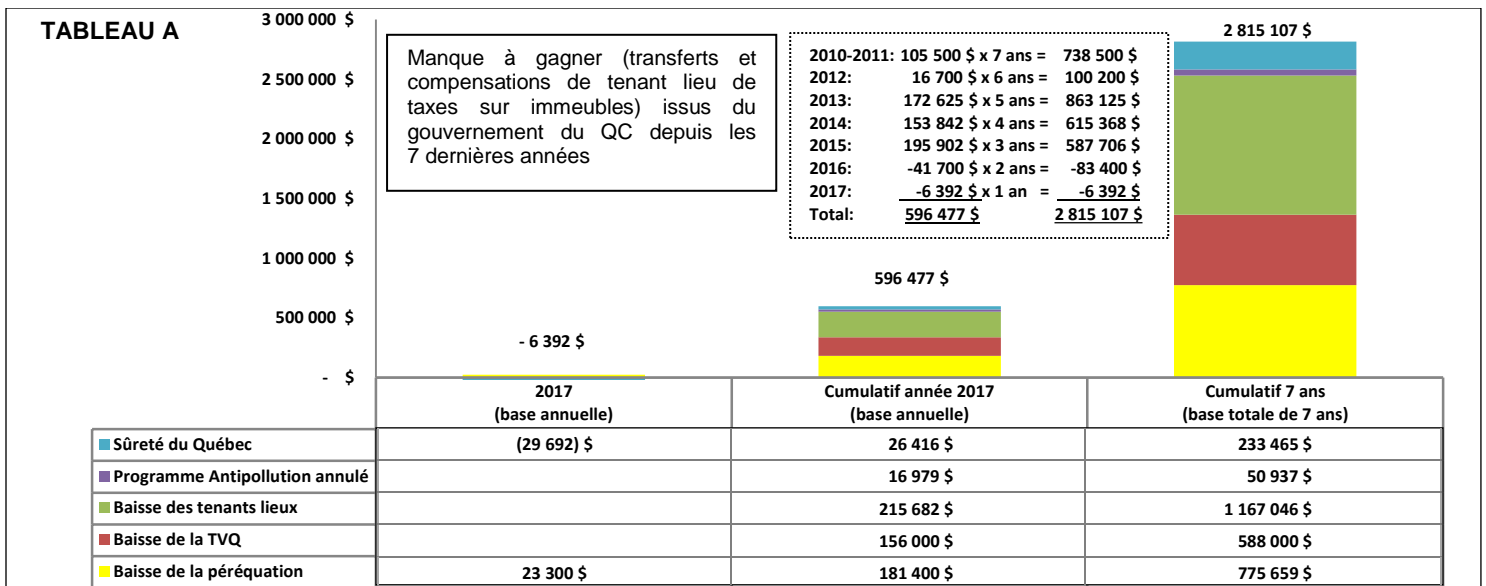 TABLEAU A
3 000 000 $
2 500 000 $
2 000 000 $
1 500 000 $
1 000 000 $
500 000 $
- $
Manque à gagner (transferts et
compensations de tenant lieu de
taxes sur immeubles) issus du
gouvernement du QC depuis les
7 dernières années
2010-2011: 105 500 $ x 7 ans = 738 500 $
2012: 16 700 $ x 6 ans = 100 200 $
2013: 172 625 $ x 5 ans = 863 125 $
2014: 153 842 $ x 4 ans = 615 368 $
2015: 195 902 $ x 3 ans = 587 706 $
2016: -41 700 $ x 2 ans = -83 400 $
2017: -6 392 $ x 1 an = -6 392 $
Total: 596 477 $ 2 815 107 $
- 6 392 $
596 477 $
2 815 107 $
2017 Cumulatif année 2017 Cumulatif 7 ans
(base annuelle) (base annuelle) (base totale de 7 ans)
Sûreté du Québec (29 692) $ 26 416 $ 233 465 $
Programme Antipollution annulé 16 979 $ 50 937 $
Baisse des tenants lieux 215 682 $ 1 167 046 $
Baisse de la TVQ 156 000 $ 588 000 $
Baisse de la péréquation 23 300 $ 181 400 $ 775 659 $